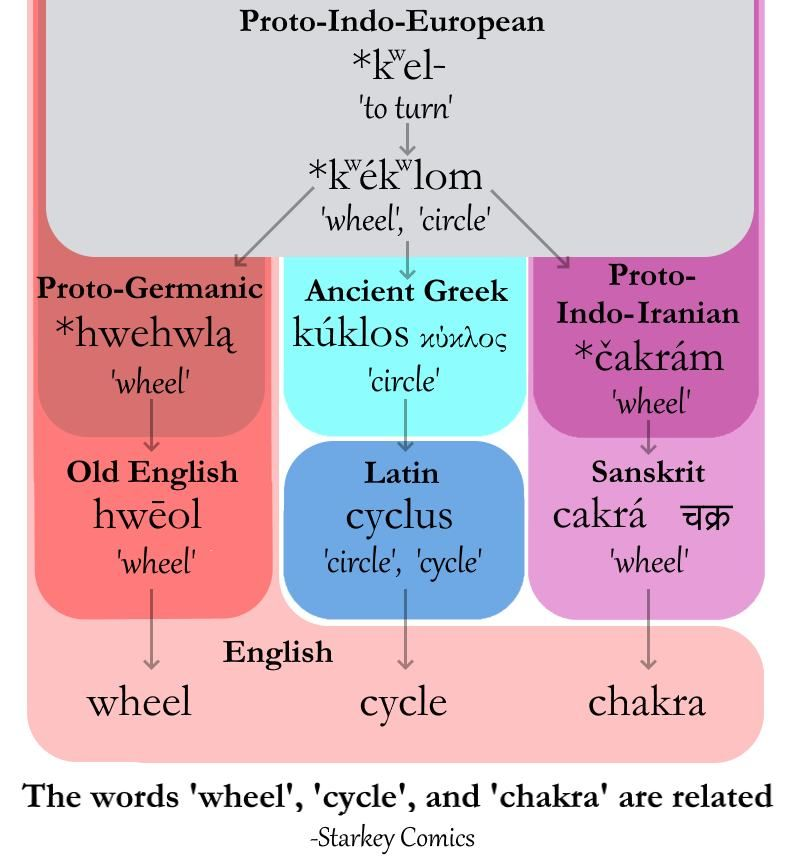 Proto-Indo-European
*kʷel-
'to turn'
*kʷékʷlom
'wheel', 'circle'
Proto-Germanic
*hwehwlą
'wheel'
Old English
hwēol
'wheel'
Ancient Greek
kúklos κύκλος
'circle'
Latin
cyclus
'circle', 'cycle'
Proto-
Indo-Iranian
*čakrám
'wheel'
Sanskrit
cakrá चक्र
'wheel'
English
wheel
cycle
chakra
The words 'wheel', 'cycle', and 'chakra' are related
-Starkey Comics